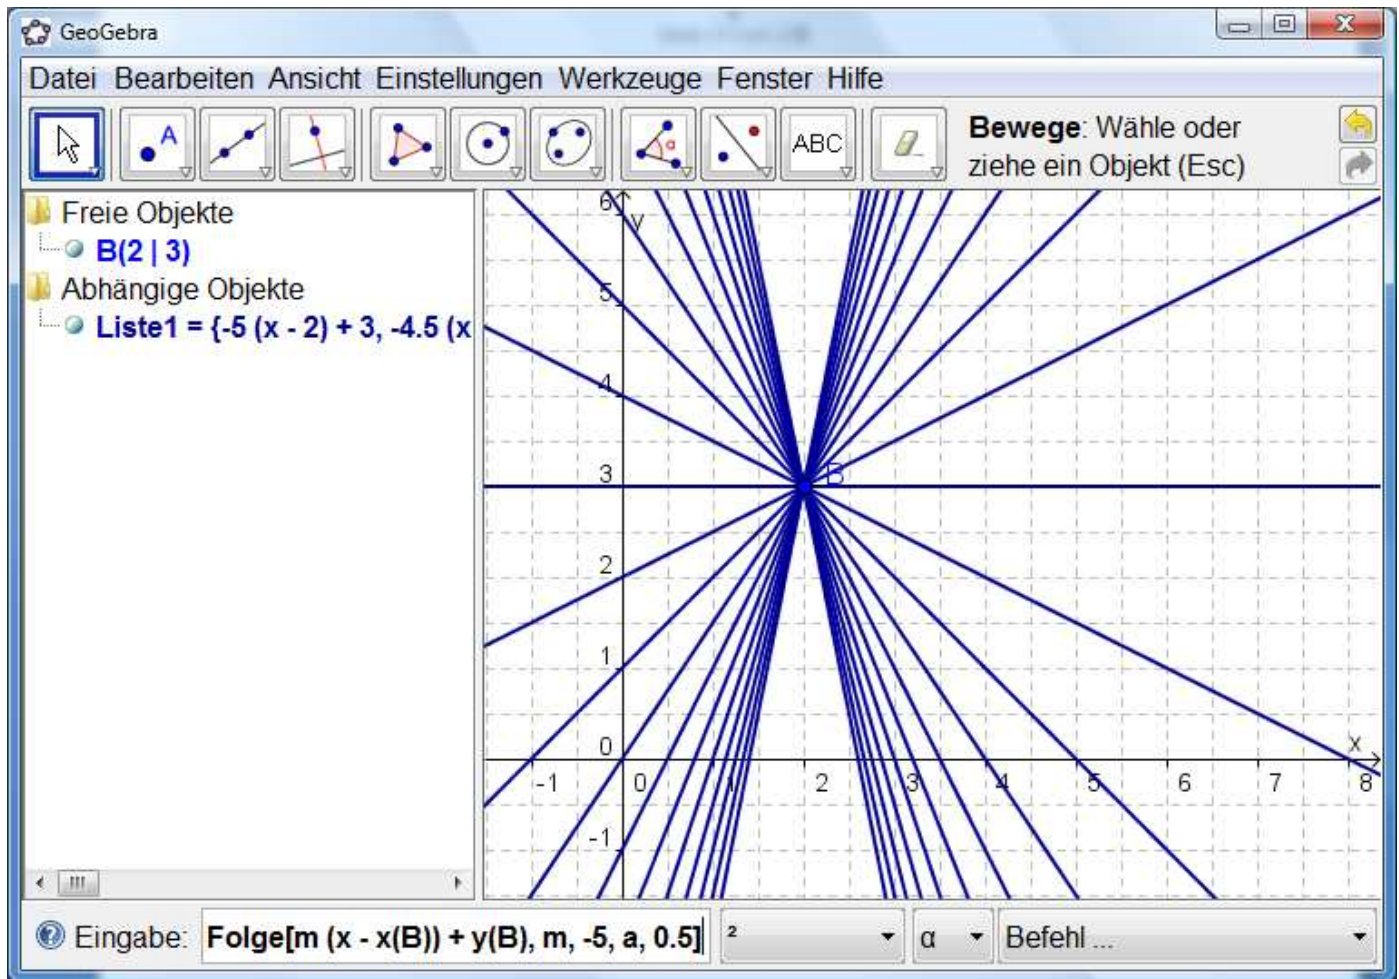 GeoGebra
Datei Bearbeiten Ansicht Einstellungen Werkzeuge Fenster Hilfe
A
α
ABC
Bewege: Wähle oder
ziehe ein Objekt (Esc)
Freie Objekte
B(2 | 3)
Abhängige Objekte
Liste1 = {-5 (x - 2) + 3, -4.5 (x
6
y
5
4
3
B
2
1
0
x
-1 0 1 2 3 4 5 6 7 8
-1
Eingabe: Folge[m (x - x(B)) + y(B), m, -5, a, 0.5] ² α Befehl ...